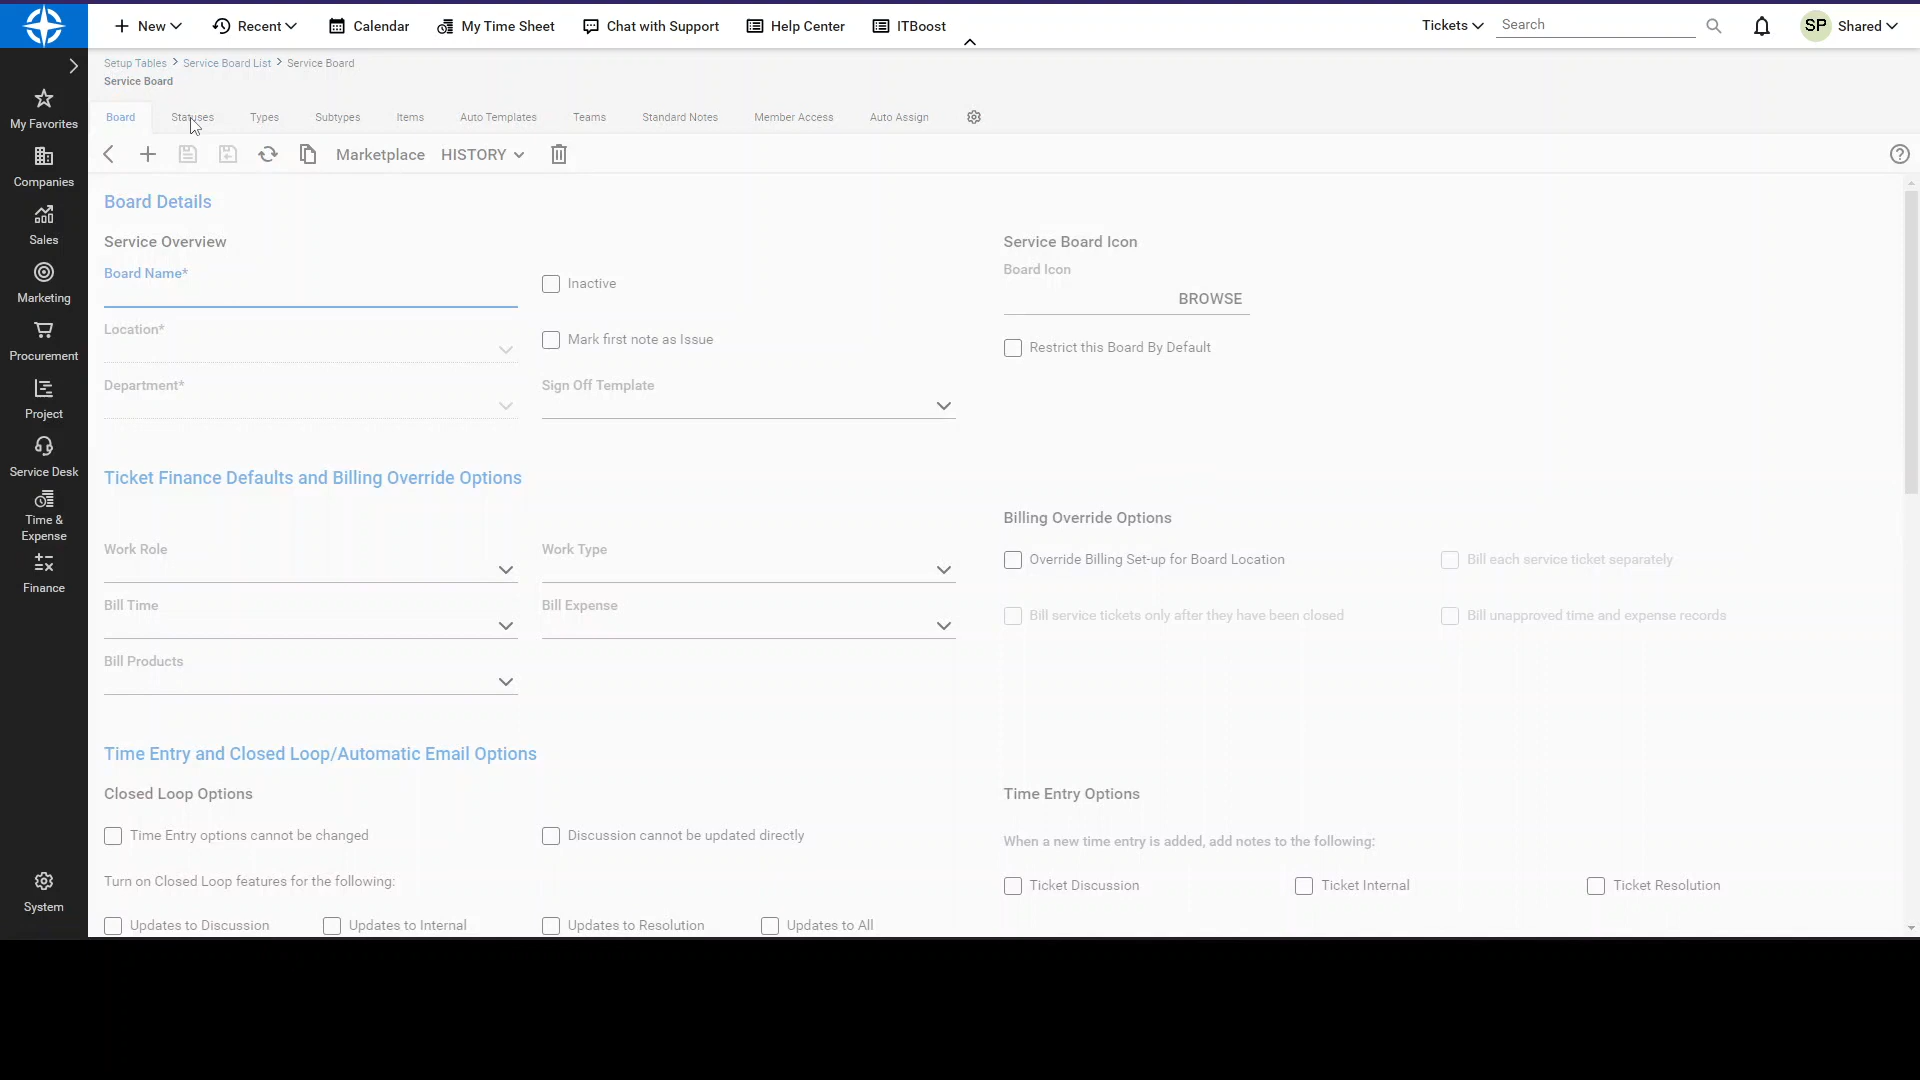 New
Recent
Calendar
My Time Sheet
Chat with Support
Help Center
ITBoost
Tickets
Search
SP
Shared
Setup Tables > Service Board List > Service Board
Service Board
My Favorites
Companies
Sales
Marketing
Procurement
Project
Service Desk
Time &
Expense
Finance
System
Board
Statuses
Types
Subtypes
Items
Auto Templates
Teams
Standard Notes
Member Access
Auto Assign
Marketplace
HISTORY
Board Details
Service Overview
Service Board Icon
Board Name*
Inactive
Board Icon
BROWSE
Location*
Mark first note as Issue
Restrict this Board By Default
Department*
Sign Off Template
Ticket Finance Defaults and Billing Override Options
Billing Override Options
Work Role
Work Type
Override Billing Set-up for Board Location
Bill each service ticket separately
Bill Time
Bill Expense
Bill service tickets only after they have been closed
Bill unapproved time and expense records
Bill Products
Time Entry and Closed Loop/Automatic Email Options
Closed Loop Options
Time Entry Options
Time Entry options cannot be changed
Discussion cannot be updated directly
When a new time entry is added, add notes to the following:
Turn on Closed Loop features for the following:
Ticket Discussion
Ticket Internal
Ticket Resolution
Updates to Discussion
Updates to Internal
Updates to Resolution
Updates to All